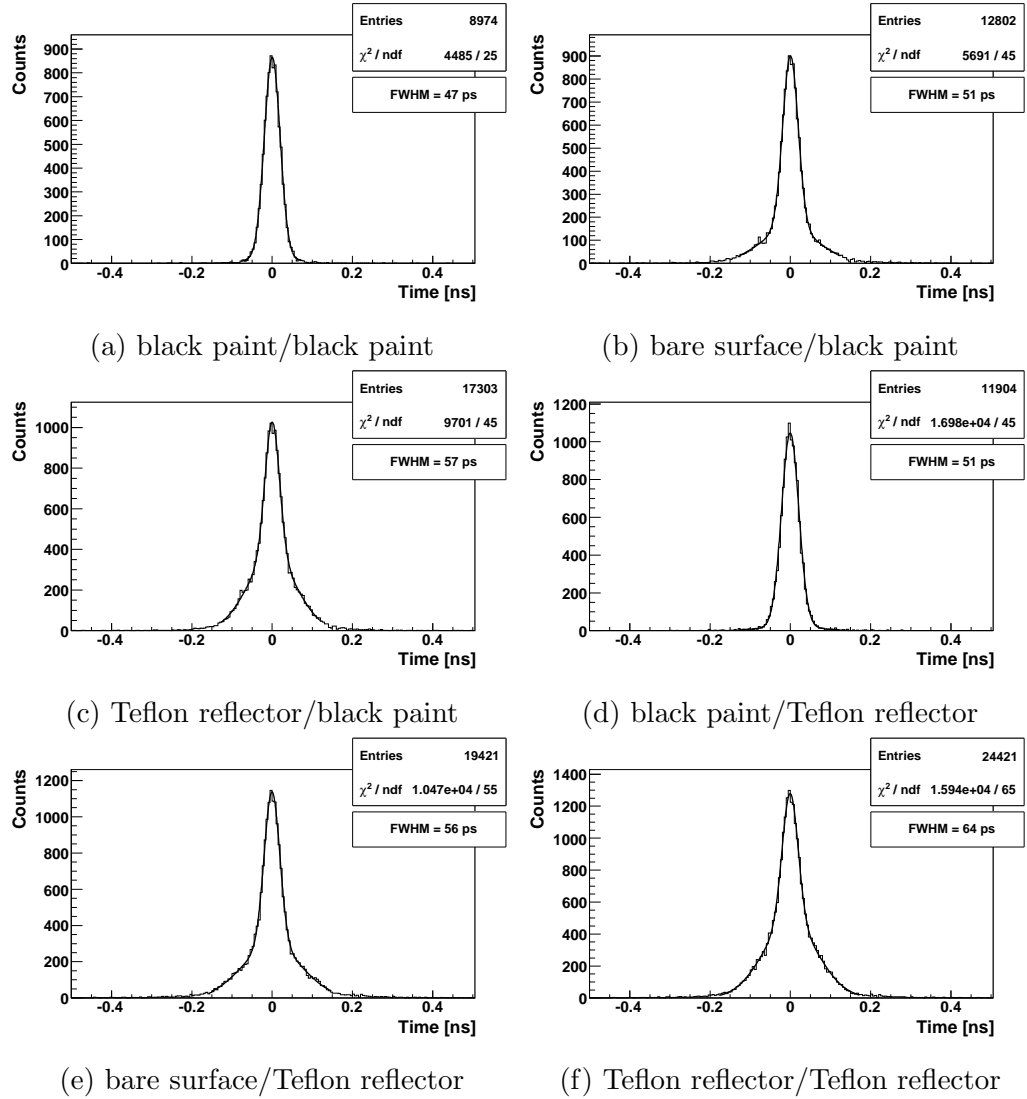 Entries 8974
χ² / ndf 4485 / 25
FWHM = 47 ps
Counts
900
800
700
600
500
400
300
200
100
0
-0.4 -0.2 0 0.2 0.4
Time [ns]
(a) black paint/black paint
Entries 12802
χ² / ndf 5691 / 45
FWHM = 51 ps
Counts
900
800
700
600
500
400
300
200
100
0
-0.4 -0.2 0 0.2 0.4
Time [ns]
(b) bare surface/black paint
Entries 17303
χ² / ndf 9701 / 45
FWHM = 57 ps
Counts
1000
800
600
400
200
0
-0.4 -0.2 0 0.2 0.4
Time [ns]
(c) Teflon reflector/black paint
Entries 11904
χ² / ndf 1.698e+04 / 45
FWHM = 51 ps
Counts
1200
1000
800
600
400
200
0
-0.4 -0.2 0 0.2 0.4
Time [ns]
(d) black paint/Teflon reflector
Entries 19421
χ² / ndf 1.047e+04 / 55
FWHM = 56 ps
Counts
1200
1000
800
600
400
200
0
-0.4 -0.2 0 0.2 0.4
Time [ns]
(e) bare surface/Teflon reflector
Entries 24421
χ² / ndf 1.594e+04 / 65
FWHM = 64 ps
Counts
1400
1200
1000
800
600
400
200
0
-0.4 -0.2 0 0.2 0.4
Time [ns]
(f) Teflon reflector/Teflon reflector